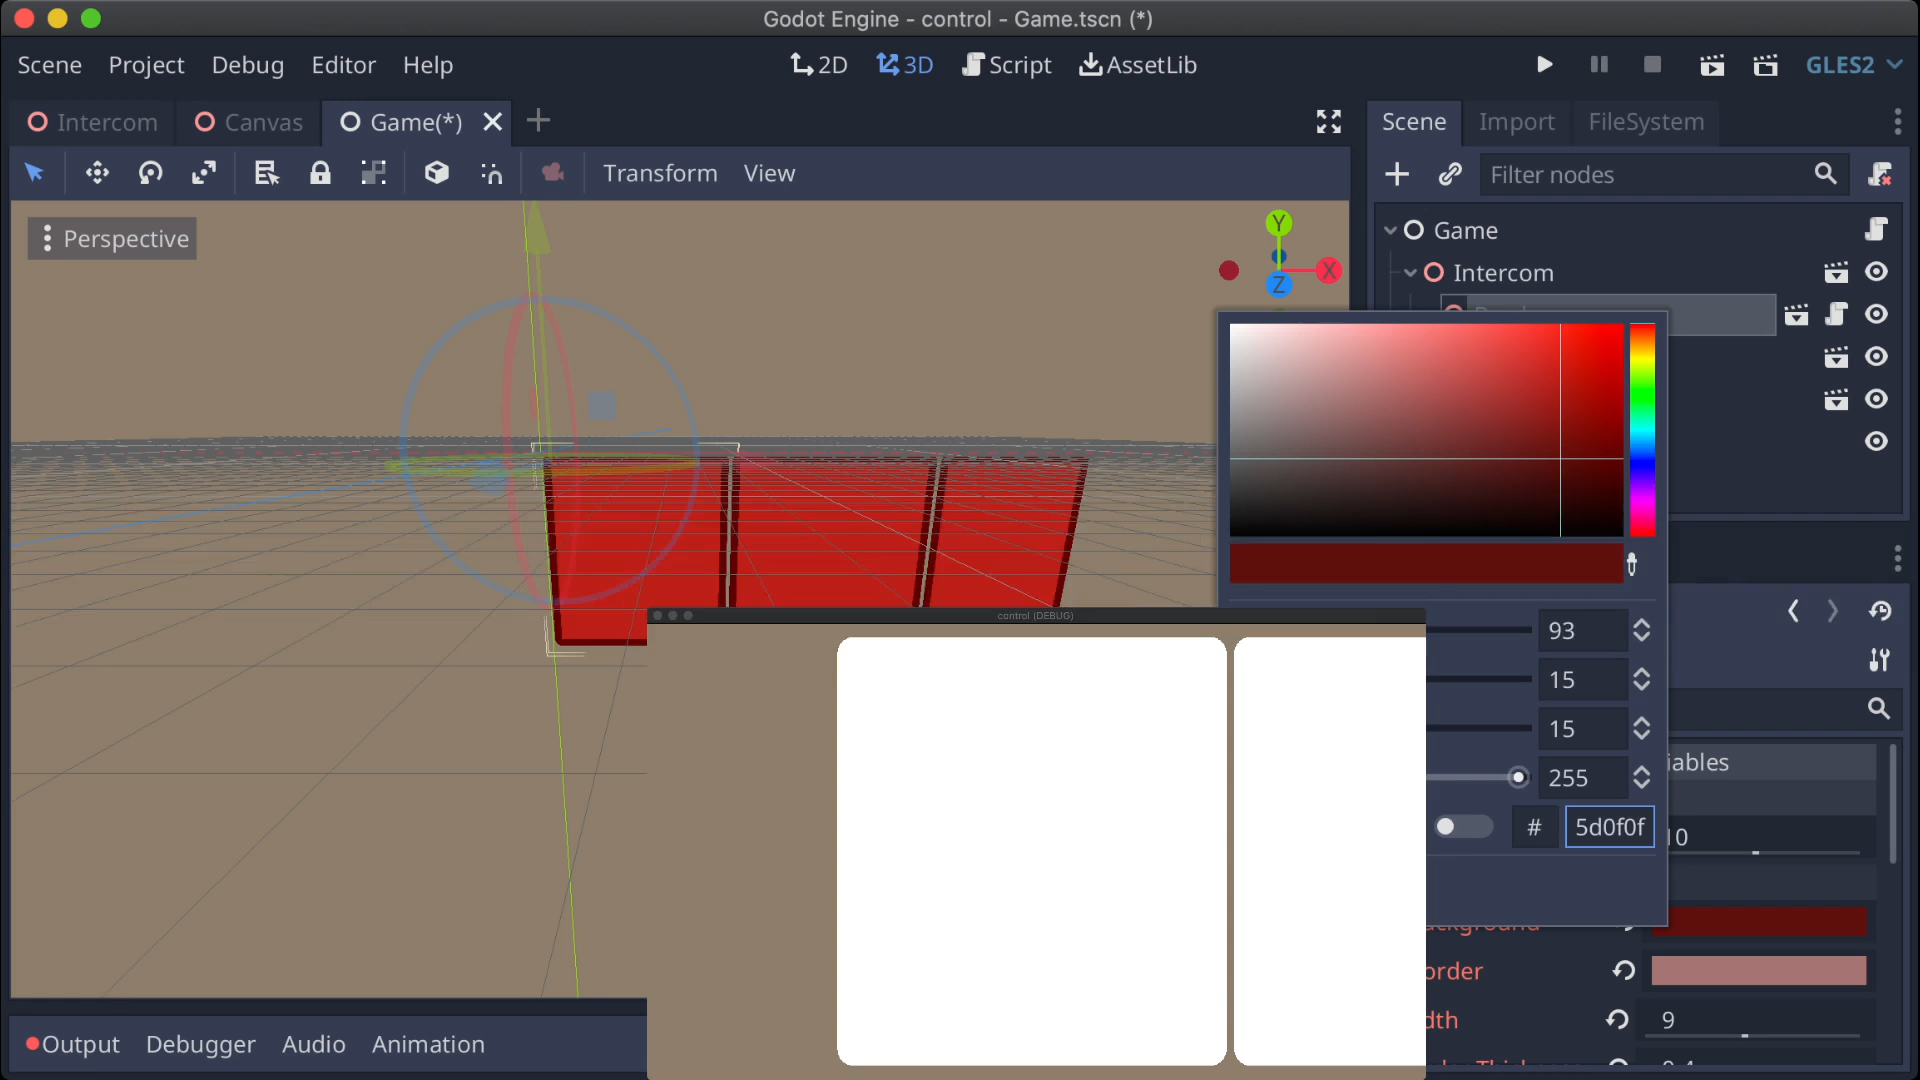 Godot Engine - control - Game.tscn (*)
Scene Project Debug Editor Help 2D 3D Script AssetLib GLES2
Intercom Canvas Game(*) Scene Import FileSystem
Transform View Filter nodes
Perspective Y X Z
Game
Intercom
control (DEBUG)
93
15
15
iables
255
# 5d0f0f 10
order
dth 9
Output Debugger Audio Animation